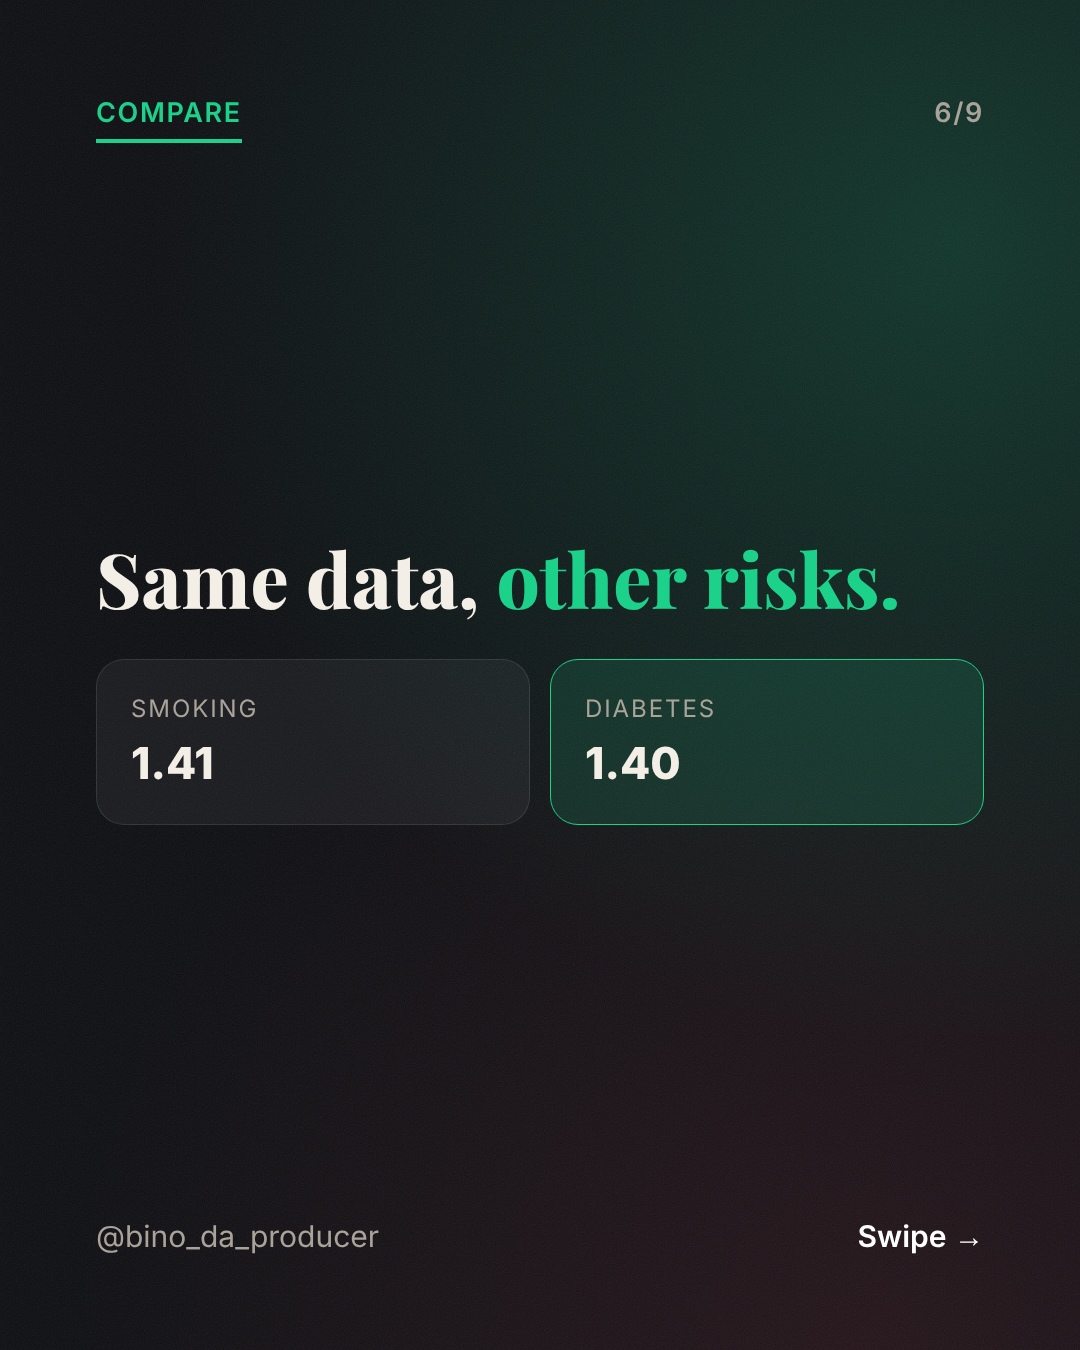 COMPARE
6/9
Same data, other risks.
SMOKING
1.41
DIABETES
1.40
@bino_da_producer
Swipe →